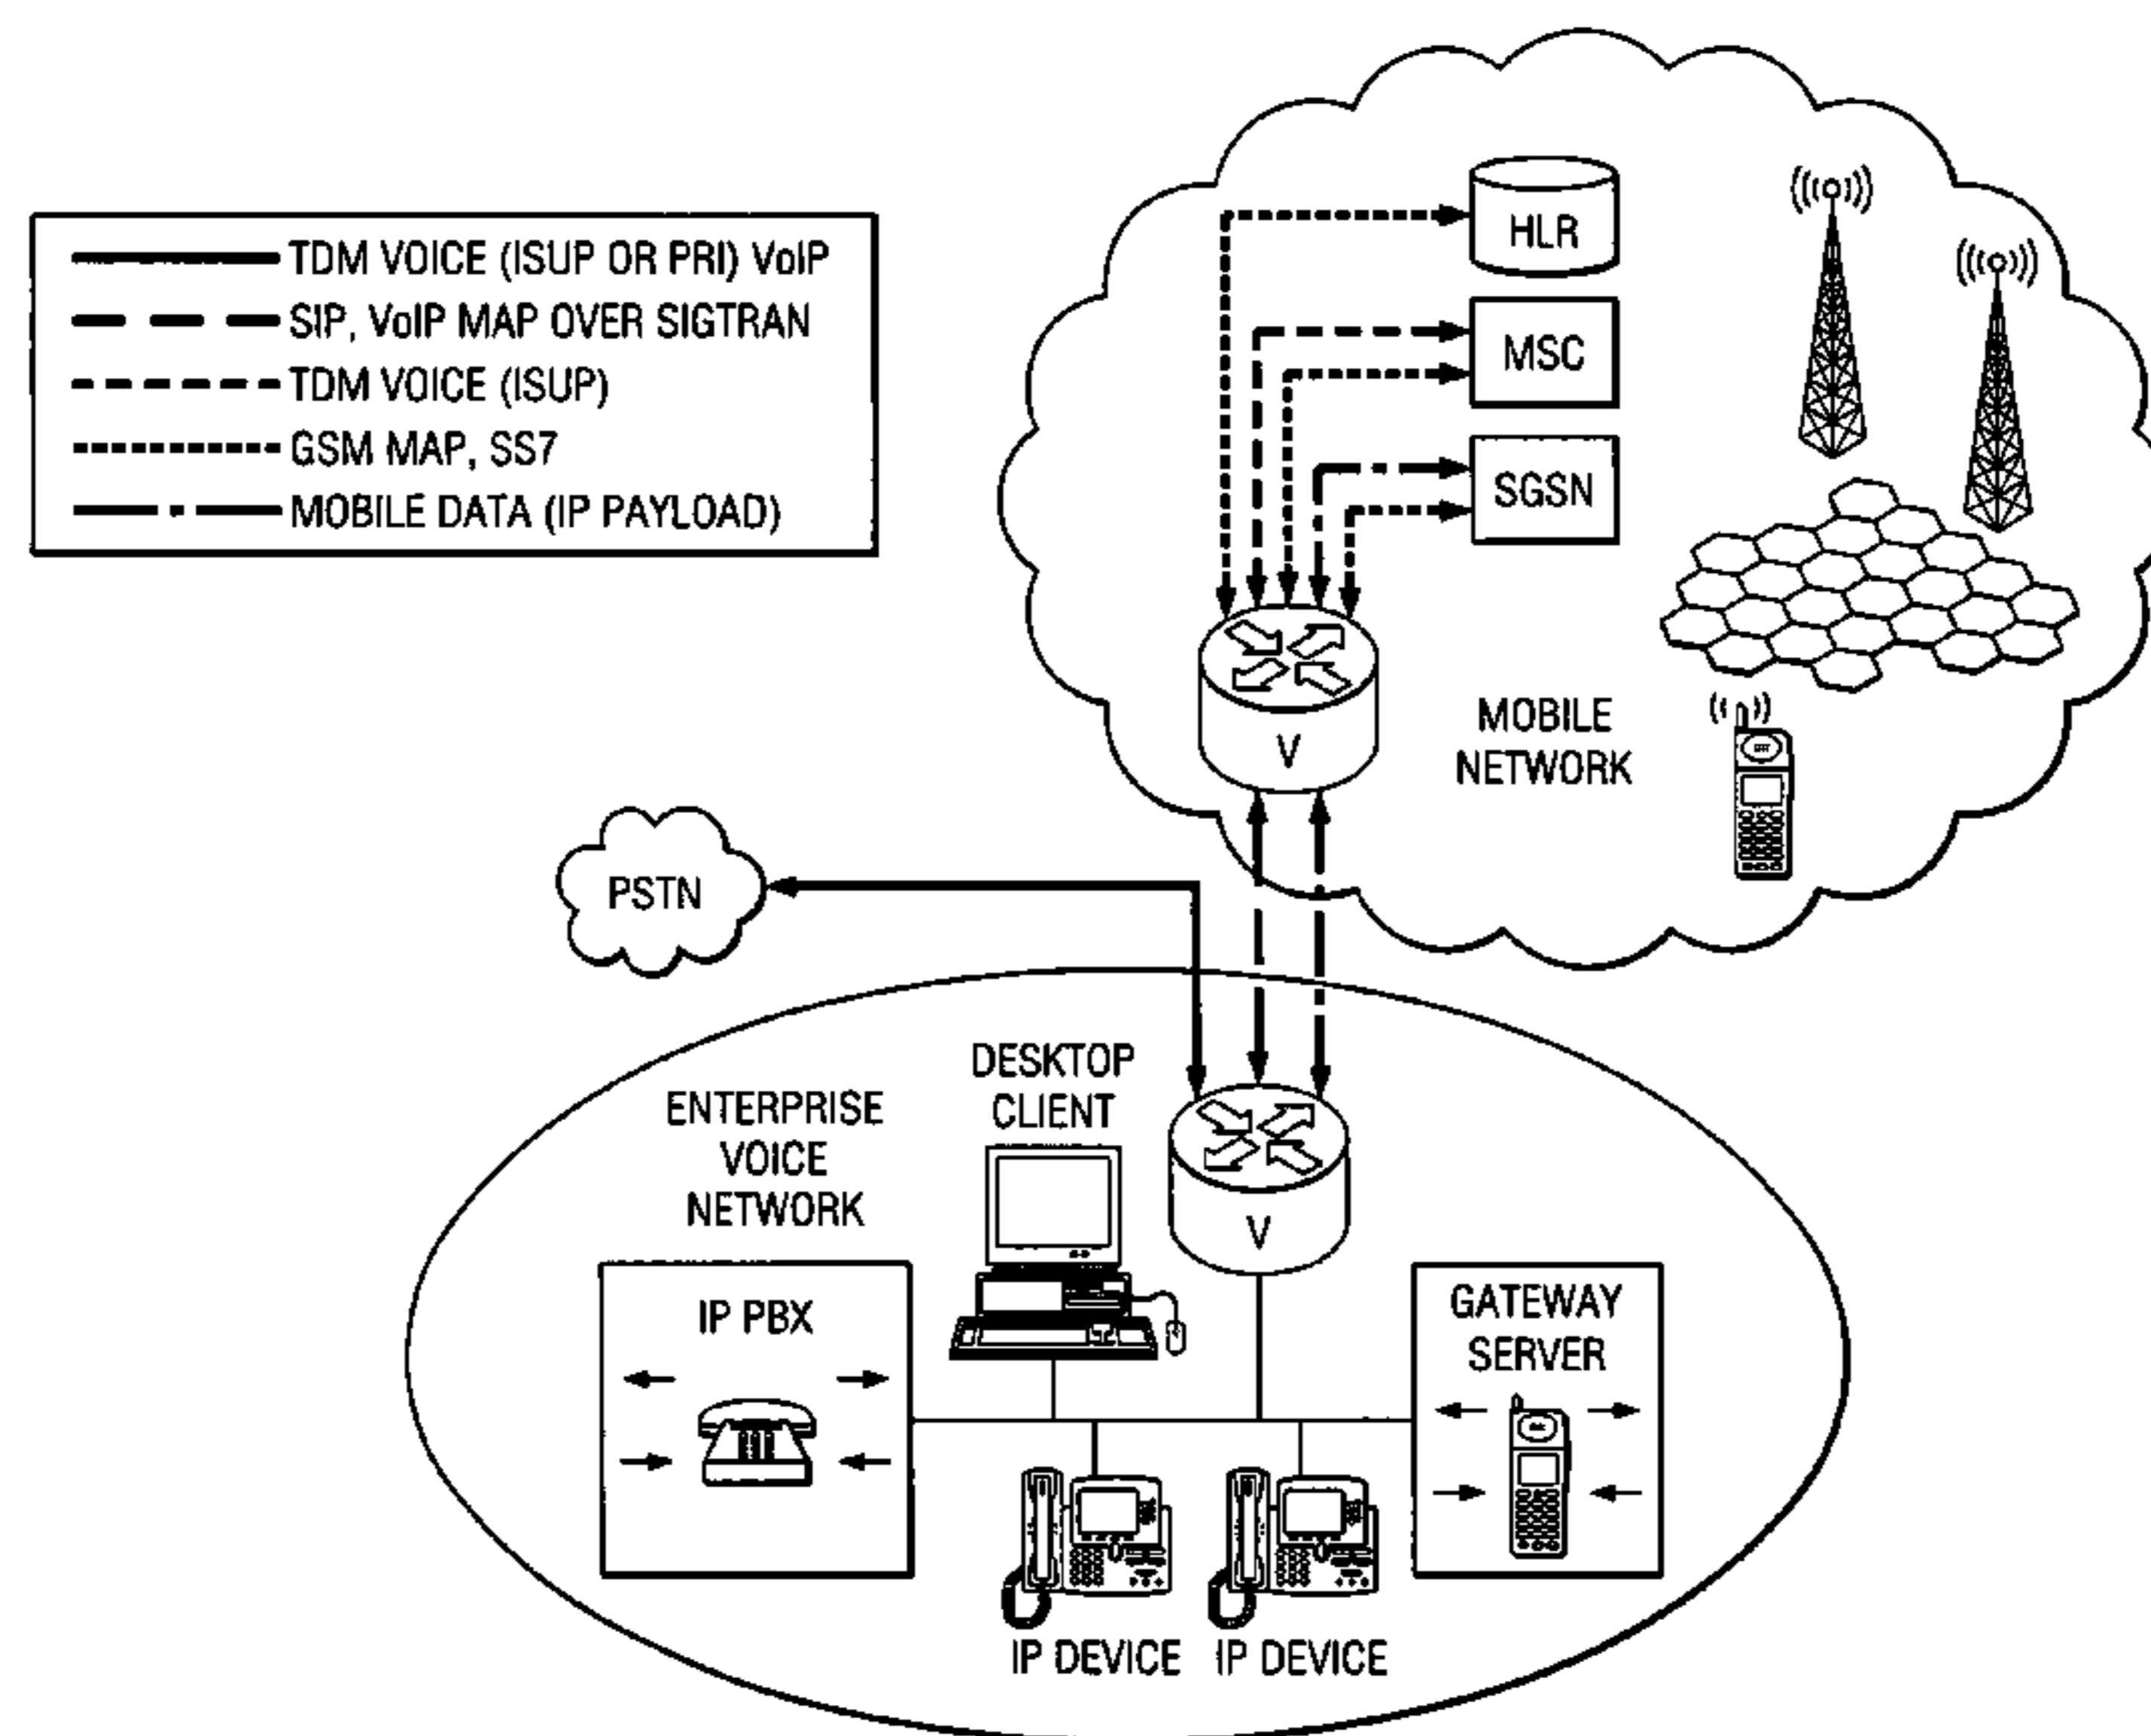 TDM VOICE (ISUP OR PRI) VoIP
SIP, VoIP MAP OVER SIGTRAN
TDM VOICE (ISUP)
GSM MAP, SS7
MOBILE DATA (IP PAYLOAD)
HLR
MSC
SGSN
V
MOBILE
NETWORK
PSTN
DESKTOP
CLIENT
ENTERPRISE
VOICE
NETWORK
V
IP PBX
GATEWAY
SERVER
IP DEVICE
IP DEVICE